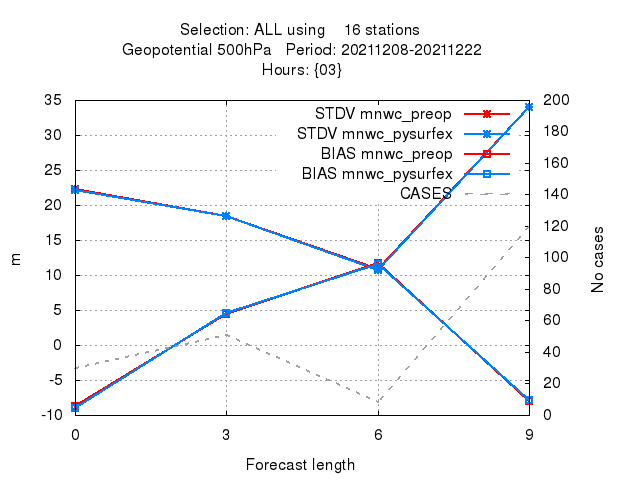 Selection: ALL using 16 stations
Geopotential 500hPa Period: 20211208-20211222
Hours: {03}
35 200
STDV mnwc_preop
30 180
STDV mnwc_pysurfex
BIAS mnwc_preop
25 160
BIAS mnwc_pysurfex
CASES
20 140
15 120
10 100
5 80
0 60
-5 40
20
-10 0
m
No cases
0 3 6 9
Forecast length